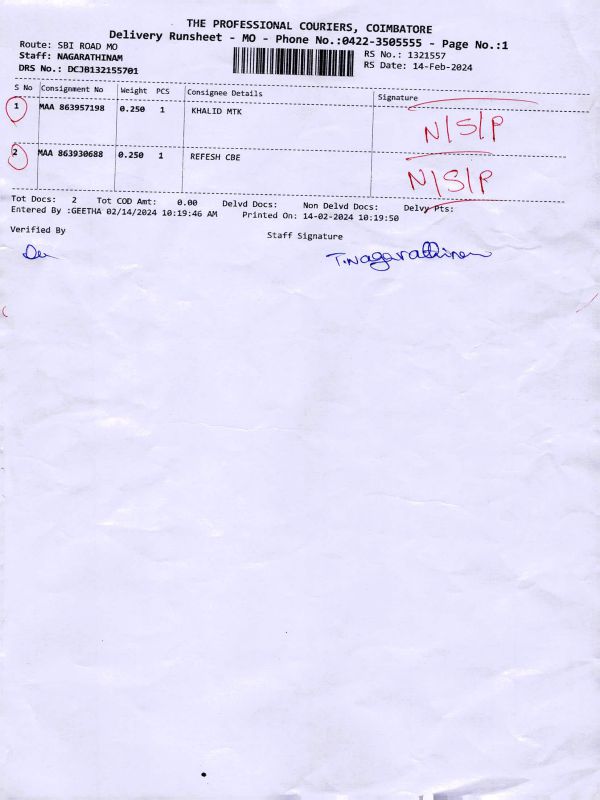 THE PROFESSIONAL COURIERS, COIMBATORE
Delivery Runsheet - MO - Phone No.:0422-3505555 - Page No.:1
Route: SBI ROAD MO
RS No.: 1321557
Staff: NAGARATHINAM
RS Date: 14-Feb-2024
DRS No.: DCJB132155701
S No Consignment No Weight PCS Consignee Details Signature
1 MAA 863957198 0.250 1 KHALID MTK N/S/P
2 MAA 863930688 0.250 1 REFESH CBE N/S/P
Tot Docs: 2 Tot COD Amt: 0.00 Delvd Docs: Non Delvd Docs: Delvy Pts:
Entered By :GEETHA 02/14/2024 10:19:46 AM Printed On: 14-02-2024 10:19:50
Verified By Staff Signature
T.Nagarathinam